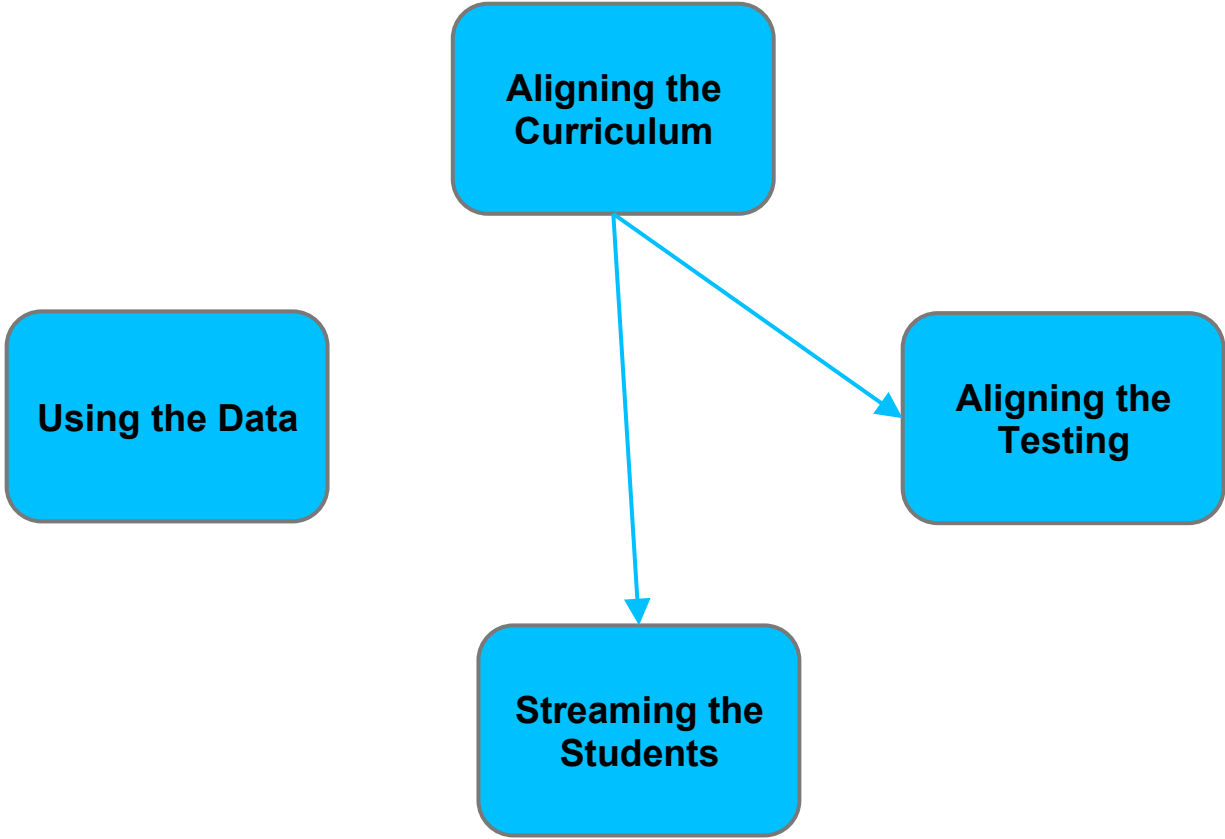 Aligning the
Curriculum
Using the Data
Aligning the
Testing
Streaming the
Students